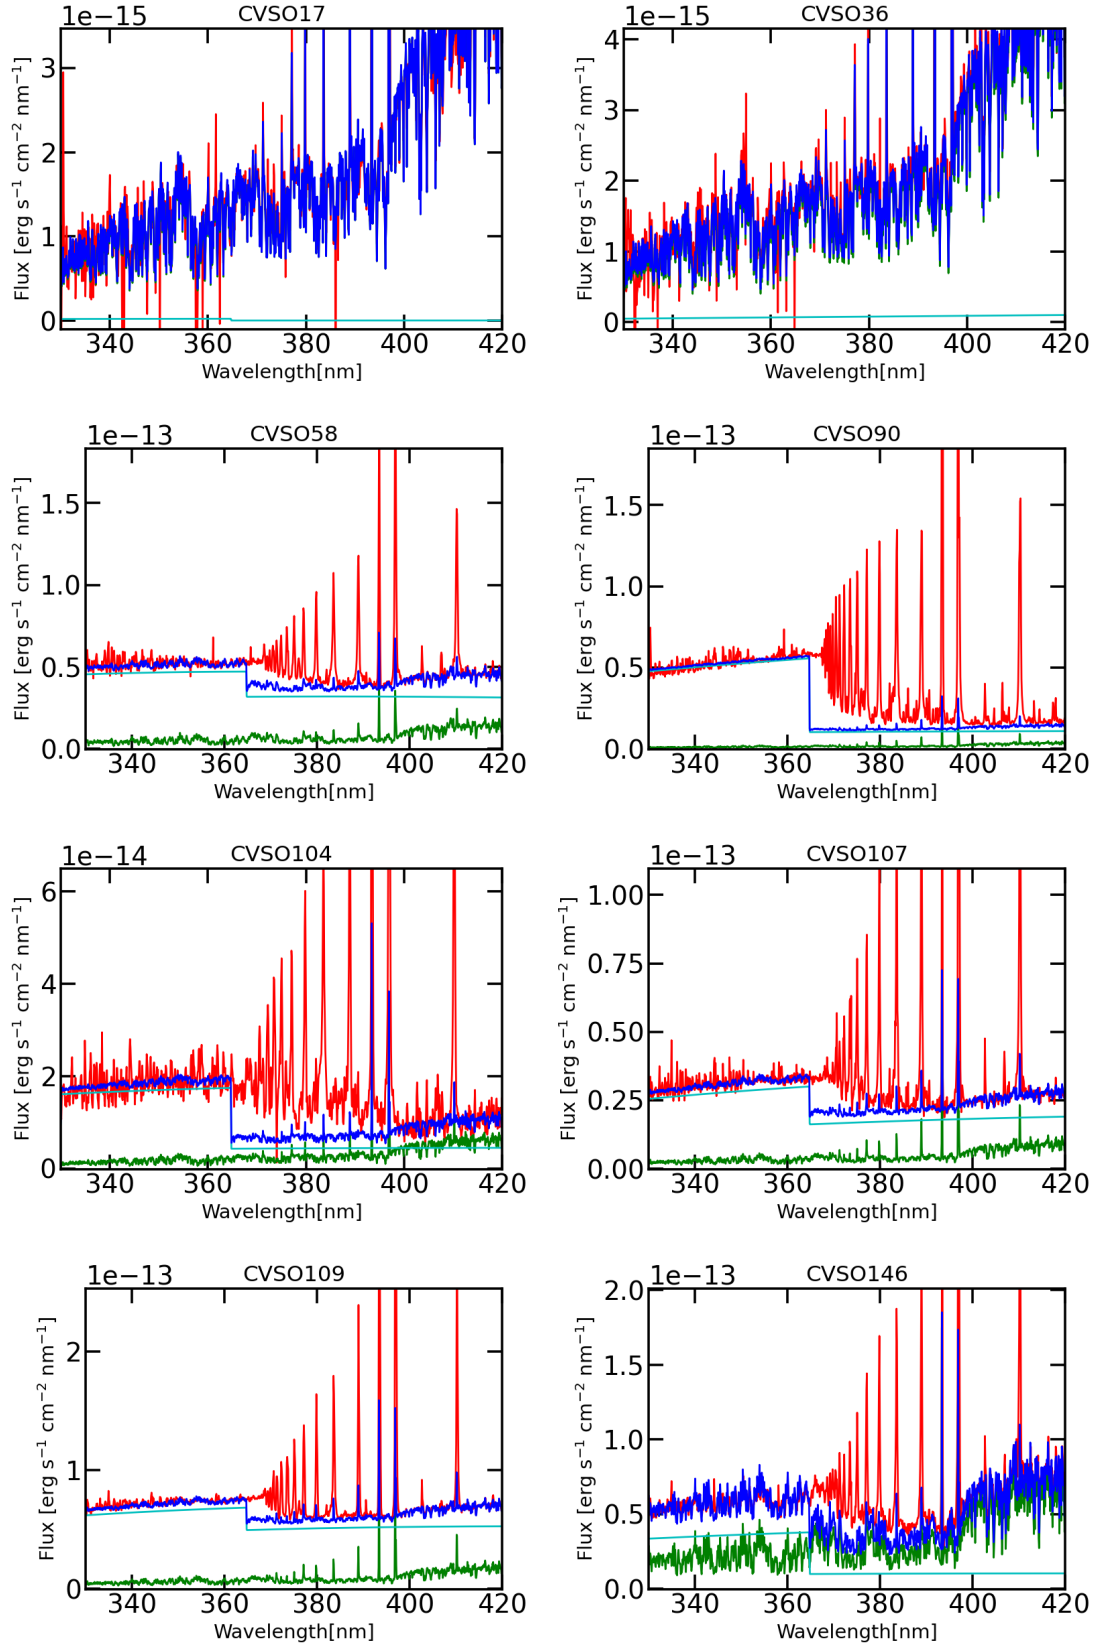 1e−15 CVSO17
Flux [erg s⁻¹ cm⁻² nm⁻¹]
3
2
1
0
340 360 380 400 420
Wavelength[nm]
1e−15 CVSO36
Flux [erg s⁻¹ cm⁻² nm⁻¹]
4
3
2
1
0
340 360 380 400 420
Wavelength[nm]
1e−13 CVSO58
Flux [erg s⁻¹ cm⁻² nm⁻¹]
1.5
1.0
0.5
0.0
340 360 380 400 420
Wavelength[nm]
1e−13 CVSO90
Flux [erg s⁻¹ cm⁻² nm⁻¹]
1.5
1.0
0.5
0.0
340 360 380 400 420
Wavelength[nm]
1e−14 CVSO104
Flux [erg s⁻¹ cm⁻² nm⁻¹]
6
4
2
0
340 360 380 400 420
Wavelength[nm]
1e−13 CVSO107
Flux [erg s⁻¹ cm⁻² nm⁻¹]
1.00
0.75
0.50
0.25
0.00
340 360 380 400 420
Wavelength[nm]
1e−13 CVSO109
Flux [erg s⁻¹ cm⁻² nm⁻¹]
2
1
0
340 360 380 400 420
Wavelength[nm]
1e−13 CVSO146
Flux [erg s⁻¹ cm⁻² nm⁻¹]
2.0
1.5
1.0
0.5
0.0
340 360 380 400 420
Wavelength[nm]